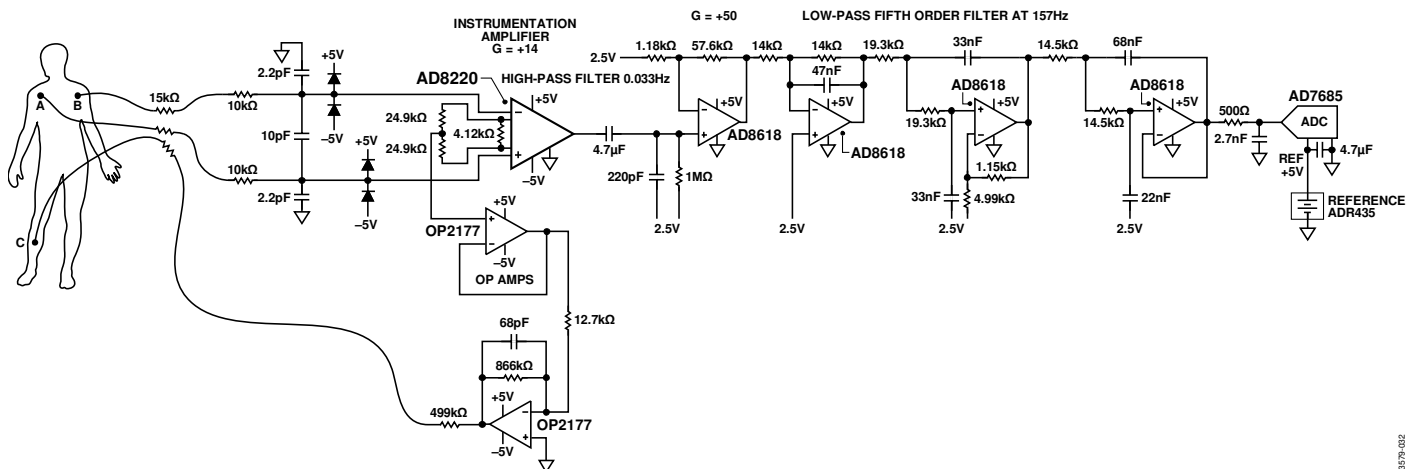 INSTRUMENTATION
AMPLIFIER
G = +14
G = +50
LOW-PASS FIFTH ORDER FILTER AT 157Hz
+5V
2.2pF
15kΩ
10kΩ
A
B
C
–5V
10pF
+5V
10kΩ
2.2pF
–5V
AD8220
HIGH-PASS FILTER 0.033Hz
24.9kΩ
4.12kΩ
24.9kΩ
+5V
–
+
–5V
4.7µF
220pF
1MΩ
2.5V
2.5V
1.18kΩ
57.6kΩ
–
+
+5V
AD8618
14kΩ
14kΩ
47nF
–
+
+5V
AD8618
2.5V
19.3kΩ
33nF
19.3kΩ
AD8618
+
–
+5V
1.15kΩ
4.99kΩ
33nF
2.5V
14.5kΩ
68nF
14.5kΩ
AD8618
+
–
+5V
22nF
2.5V
500Ω
2.7nF
AD7685
ADC
REF
+5V
4.7µF
REFERENCE
ADR435
OP2177
+5V
+
–
–5V
OP AMPS
12.7kΩ
68pF
866kΩ
499kΩ
+5V
–
+
–5V
OP2177
3579-032